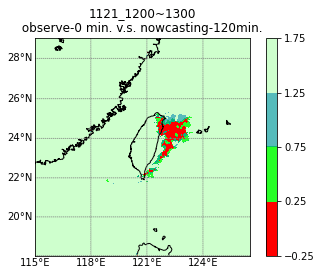 1121_1200~1300
observe-0 min. v.s. nowcasting-120min.
1.75
28°N
1.25
26°N
24°N
0.75
22°N
0.25
20°N
−0.25
115°E
118°E
121°E
124°E